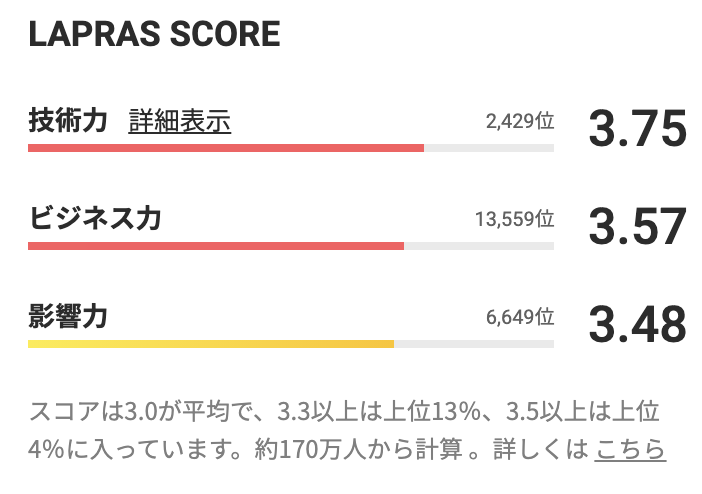 LAPRAS SCORE
技術力 詳細表示 2,429位 3.75
ビジネス力 13,559位 3.57
影響力 6,649位 3.48
スコアは3.0が平均で、3.3以上は上位13%、3.5以上は上位
4%に入っています。約170万人から計算 。詳しくは こちら